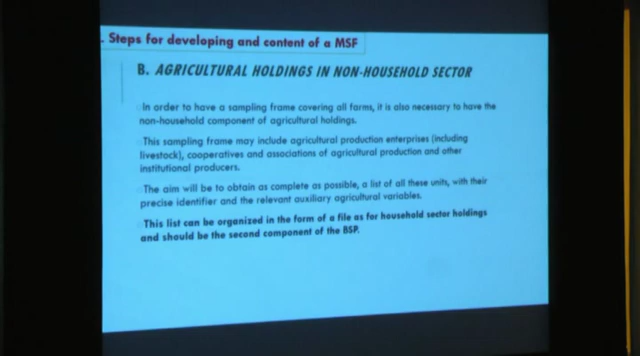 . Steps for developing and content of a MSF
B. AGRICULTURAL HOLDINGS IN NON-HOUSEHOLD SECTOR
In order to have a sampling frame covering all farms, it is also necessary to have the
non-household component of agricultural holdings.
This sampling frame may include agricultural production enterprises (including
livestock), cooperatives and associations of agricultural production and other
institutional producers.
The aim will be to obtain as complete as possible, a list of all these units, with their
precise identifier and the relevant auxiliary agricultural variables.
This list can be organized in the form of a file as for household sector holdings
and should be the second component of the BSP.